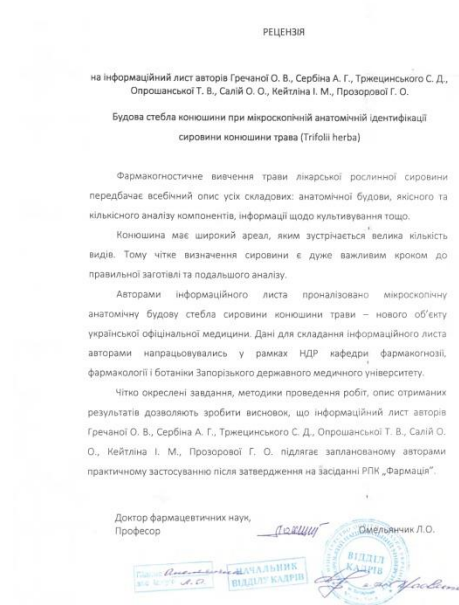 РЕЦЕНЗІЯ
на інформаційний лист авторів Гречаної О. В., Сербіна А. Г., Тржецинського С. Д.,
Опрошанської Т. В., Салій О. О., Кейтліна І. М., Прозорової Г. О.
Будова стебла конюшини при мікроскопічній анатомічній ідентифікації
сировини конюшини трава (Trifolii herba)
Фармакогностичне вивчення трави лікарської рослинної сировини
передбачає всебічний опис усіх складових: анатомічної будови, якісного та
кількісного аналізу компонентів, інформації щодо культивування тощо.
Конюшина має широкий ареал, яким зустрічається велика кількість
видів. Тому чітке визначення сировини є дуже важливим кроком до
правильної заготівлі та подальшого аналізу.
Авторами інформаційного листа проналізовано мікроскопічну
анатомічну будову стебла сировини конюшини трави – нового об’єкту
української офіцінальної медицини. Дані для складання інформаційного листа
авторами напрацьовувались у рамках НДР кафедри фармакогнозії,
фармакології і ботаніки Запорізького державного медичного університету.
Чітко окреслені завдання, методики проведення робіт, опис отриманих
результатів дозволяють зробити висновок, що інформаційний лист авторів
Гречаної О. В., Сербіна А. Г., Тржецинського С. Д., Опрошанської Т. В., Салій О.
О., Кейтліна І. М., Прозорової Г. О. підлягає запланованому авторами
практичному застосуванню після затвердження на засіданні РПК „Фармація”.
Доктор фармацевтичних наук,
Професор Омельянчик Л.О.
НАЧАЛЬНИК
ВІДДІЛУ КАДРІВ
ВІДДІЛ
КАДРІВ